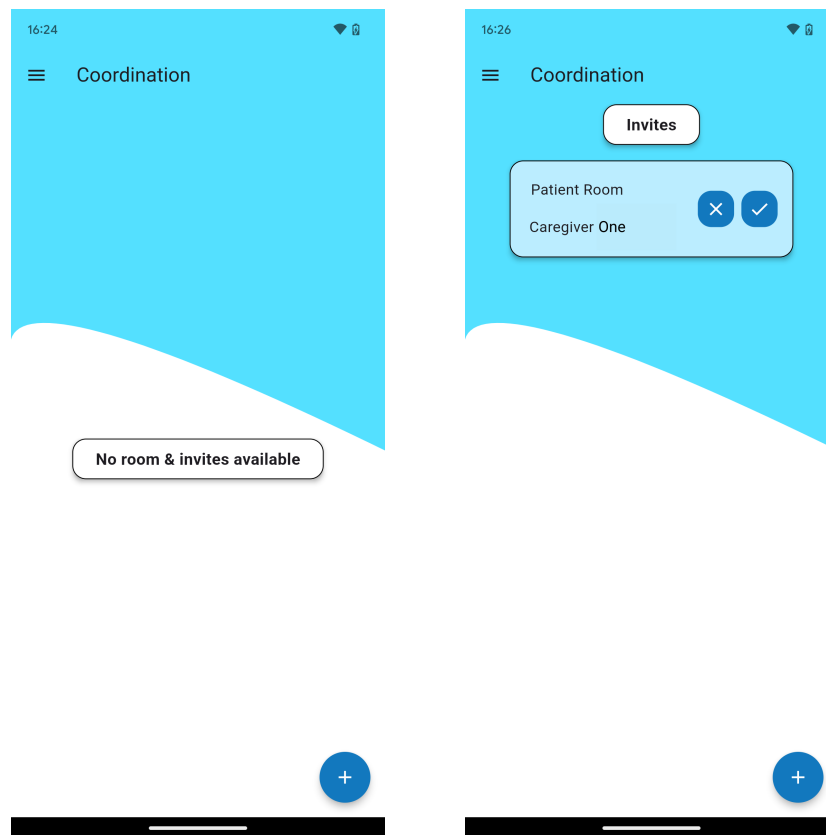 16:24
Coordination
No room & invites available
16:26
Coordination
Invites
Patient Room
Caregiver One